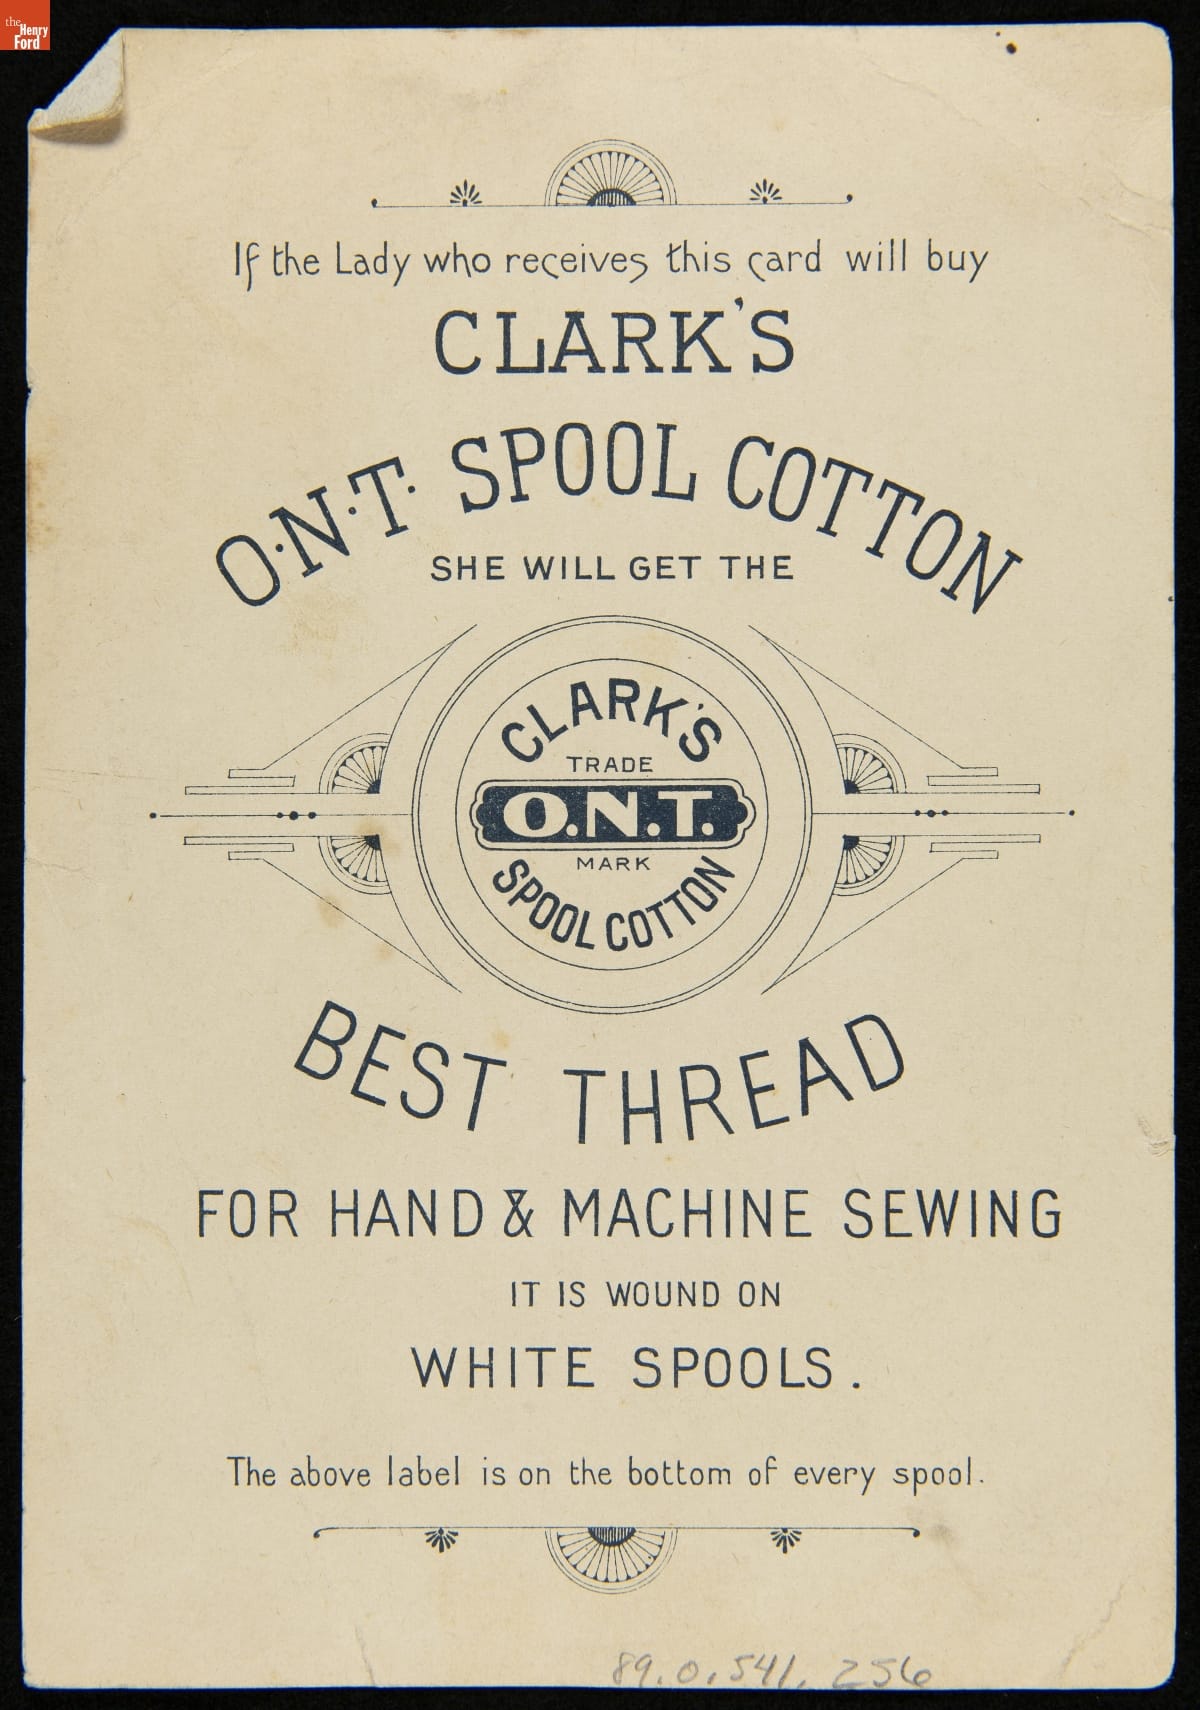 the
Henry
Ford
If the Lady who receives this card will buy
CLARK'S
O·N·T· SPOOL COTTON
SHE WILL GET THE
CLARK'S
TRADE
O.N.T.
MARK
SPOOL COTTON
BEST THREAD
FOR HAND & MACHINE SEWING
IT IS WOUND ON
WHITE SPOOLS.
The above label is on the bottom of every spool.
89.0.541.256